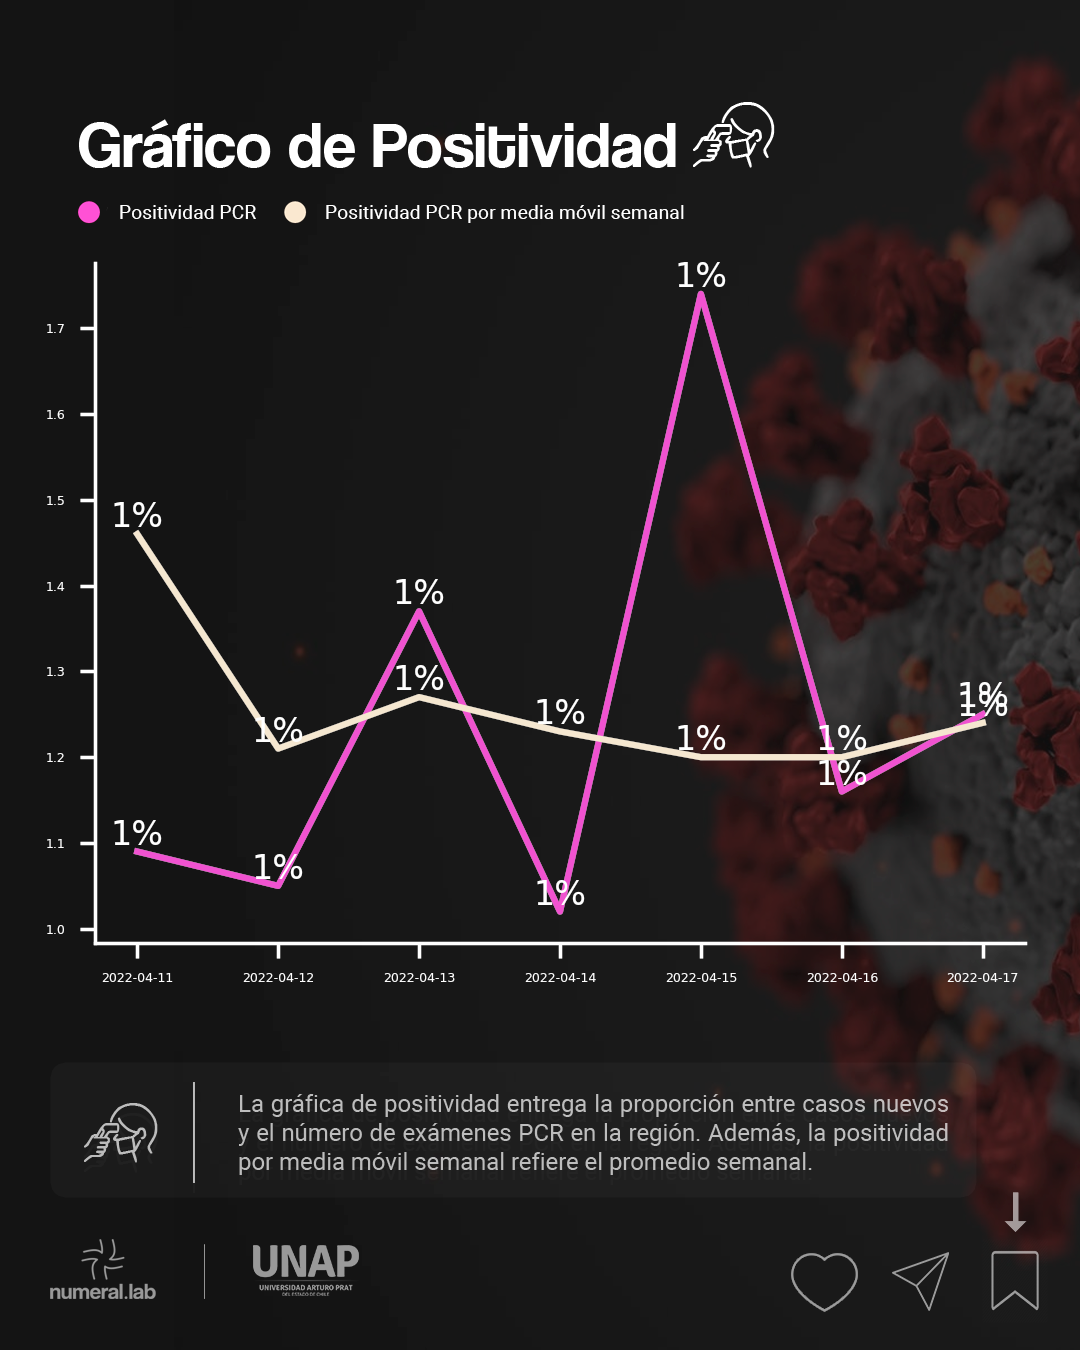 Gráfico de Positividad
Positividad PCR
Positividad PCR por media móvil semanal
1%
1.7
1.6
1.5
1%
1.4
1%
1.3
1%
1%
1%
1%
1%
1%
1%
1.2
1%
1.1
1%
1%
1%
1.0
2022-04-11 2022-04-12 2022-04-13 2022-04-14 2022-04-15 2022-04-16 2022-04-17
La gráfica de positividad entrega la proporción entre casos nuevos
y el número de exámenes PCR en la región. Además, la positividad
por media móvil semanal refiere el promedio semanal.
numeral.lab
UNAP
UNIVERSIDAD ARTURO PRAT
DEL ESTADO DE CHILE